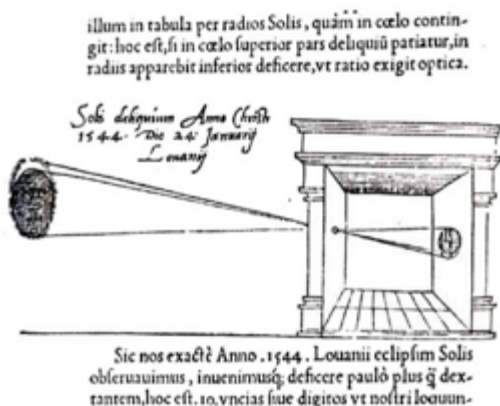 illum in tabula per radios Solis, quàm in cœlo contin-
git: hoc eſt, ſi in cœlo ſuperior pars deliquiũ patiatur, in
radiis apparebit inferior deficere, vt ratio exigit optica.
Solis deliquium Anno Chriſti
1544. Die 24. Januarij
Louanij
Sic nos exactè Anno .1544. Louanii eclipſim Solis
obſeruauimus, inuenimusq́; deficere paulò plus q̃ dex-
tantem, hoc eſt, 10. vncias ſiue digitos vt noſtri loquun-